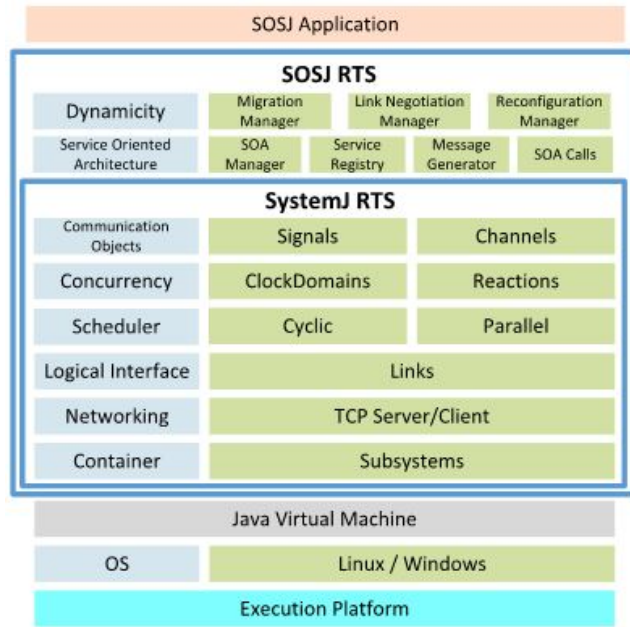 SOSJ Application
SOSJ RTS
Dynamicity
Migration
Manager
Link Negotiation
Manager
Reconfiguration
Manager
Service Oriented
Architecture
SOA
Manager
Service
Registry
Message
Generator
SOA Calls
SystemJ RTS
Communication
Objects
Signals
Channels
Concurrency
ClockDomains
Reactions
Scheduler
Cyclic
Parallel
Logical Interface
Links
Networking
TCP Server/Client
Container
Subsystems
Java Virtual Machine
OS
Linux / Windows
Execution Platform